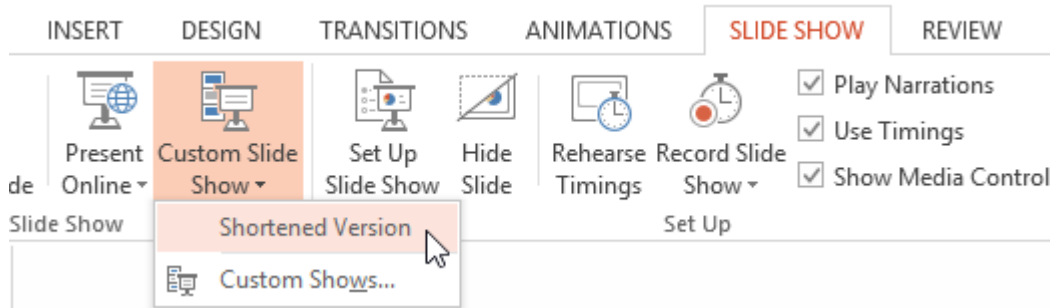 INSERT DESIGN TRANSITIONS ANIMATIONS SLIDE SHOW REVIEW
Present Online
Custom Slide Show
Set Up Slide Show
Hide Slide
Rehearse Timings
Record Slide Show
Play Narrations
Use Timings
Show Media Control
de
Slide Show
Set Up
Shortened Version
Custom Shows...